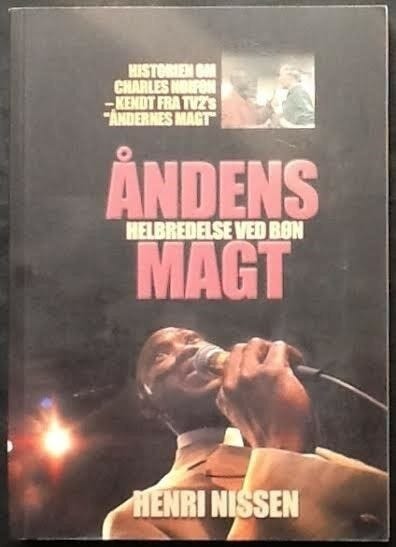 HISTORIEN OM
CHARLES NDIFON
– KENDT FRA TV2's
"ÅNDERNES MAGT"
ÅNDENS
HELBREDELSE VED BØN
MAGT
HENRI NISSEN